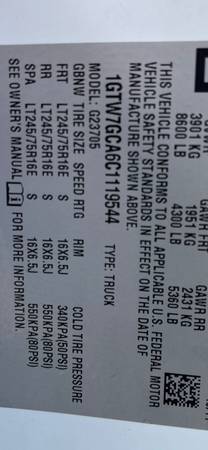 GVWR GAWR FRT GAWR RR
3901 KG 1951 KG 2431 KG
8600 LB 4300 LB 5360 LB
THIS VEHICLE CONFORMS TO ALL APPLICABLE U.S. FEDERAL MOTOR
VEHICLE SAFETY STANDARDS IN EFFECT ON THE DATE OF
MANUFACTURE SHOWN ABOVE.
1GTW7GCA6C1119544 TYPE: TRUCK
MODEL: G23705
GBNW TIRE SIZE SPEED RTG RIM COLD TIRE PRESSURE
FRT LT245/75R16E S 16X6.5J 340KPA(50PSI)
RR LT245/75R16E S 16X6.5J 550KPA(80PSI)
SPA LT245/75R16E S 16X6.5J 550KPA(80PSI)
SEE OWNER'S MANUAL FOR MORE INFORMATION.